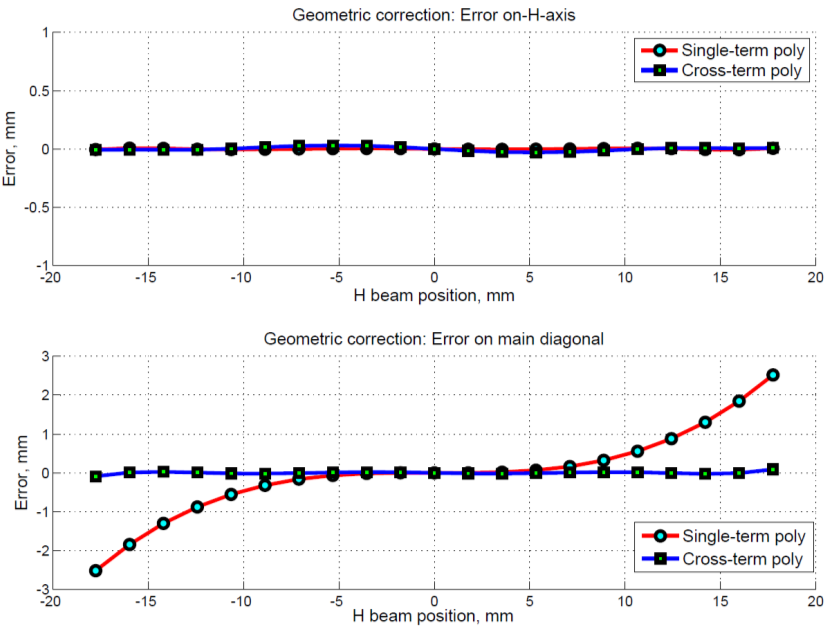 Geometric correction: Error on-H-axis
1
0.5
0
-0.5
-1
Error, mm
Single-term poly
Cross-term poly
-20 -15 -10 -5 0 5 10 15 20
H beam position, mm
Geometric correction: Error on main diagonal
3
2
1
0
-1
-2
-3
Error, mm
Single-term poly
Cross-term poly
-20 -15 -10 -5 0 5 10 15 20
H beam position, mm